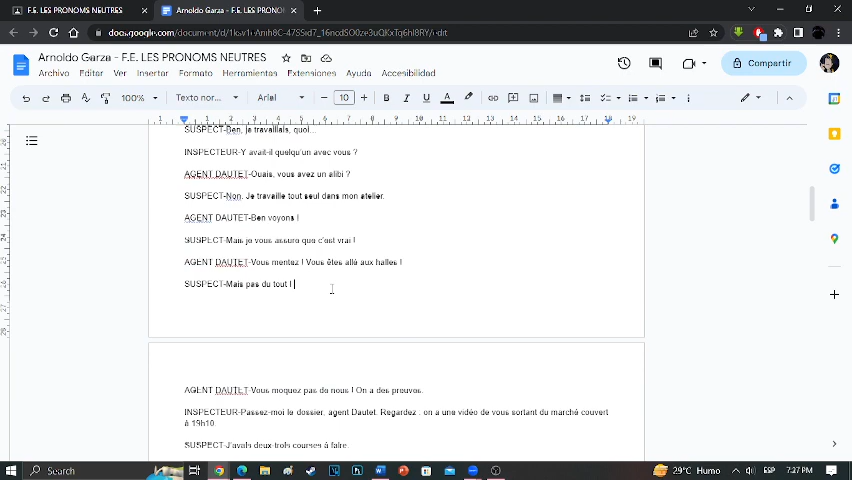 F.E. LES PRONOMS NEUTRES
Arnoldo Garza - F.E. LES PRONO
Arnoldo Garza - F.E. LES PRONOMS NEUTRES
Archivo Editar Ver Insertar Formato Herramientas Extensiones Ayuda Accesibilidad
Compartir
100% Texto nor... Arial 10
SUSPECT-Ben, je travaillais, quoi...
INSPECTEUR-Y avait-il quelqu'un avec vous ?
AGENT DAUTET-Ouais, vous avez un alibi ?
SUSPECT-Non. Je travaille tout seul dans mon atelier.
AGENT DAUTET-Ben voyons !
SUSPECT-Mais je vous assure que c'est vrai !
AGENT DAUTET-Vous mentez ! Vous êtes allé aux halles !
SUSPECT-Mais pas du tout !
AGENT DAUTET-Vous moquez pas de nous ! On a des preuves.
INSPECTEUR-Passez-moi le dossier, agent Dautet. Regardez : on a une vidéo de vous sortant du marché couvert
à 19h10.
SUSPECT-J'avais deux-trois courses à faire.
Search
29°C Humo
ESP
7:27 PM